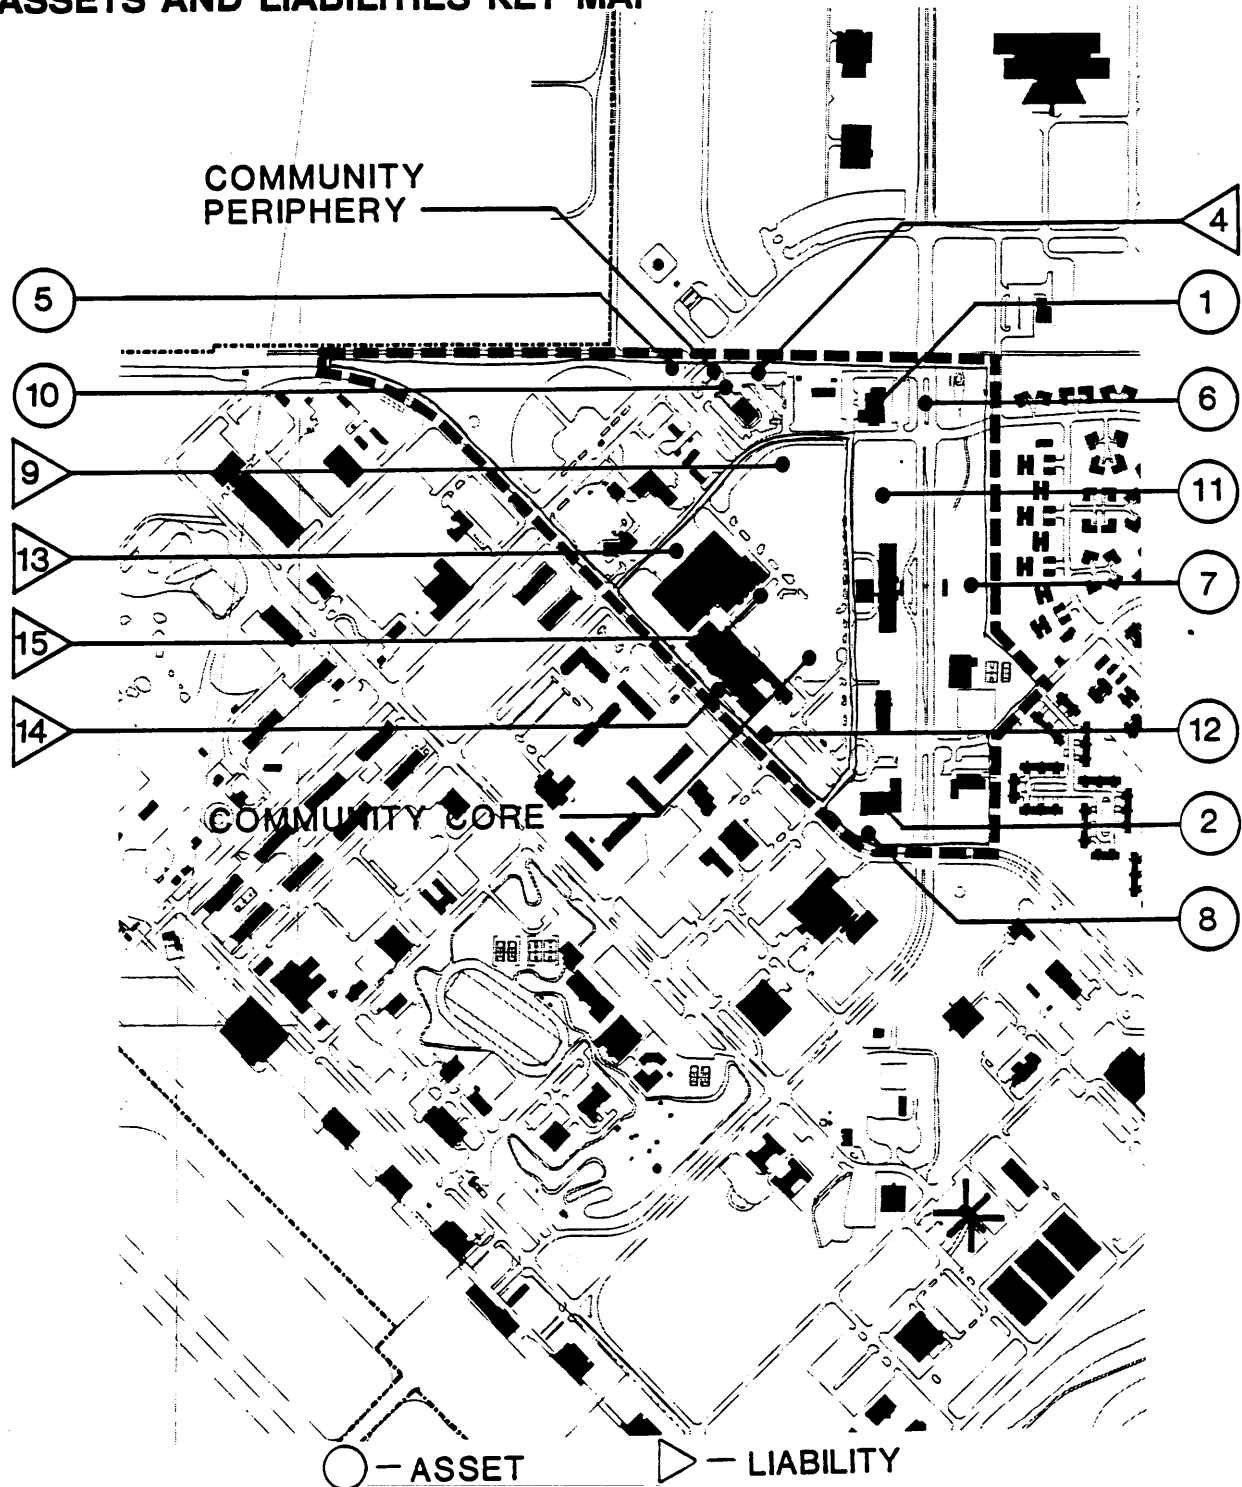 ASSETS AND LIABILITIES KEY MAP
COMMUNITY
PERIPHERY
4
5
1
10
6
9
11
13
7
15
14
12
COMMUNITY CORE
2
8
○ – ASSET
▷ – LIABILITY